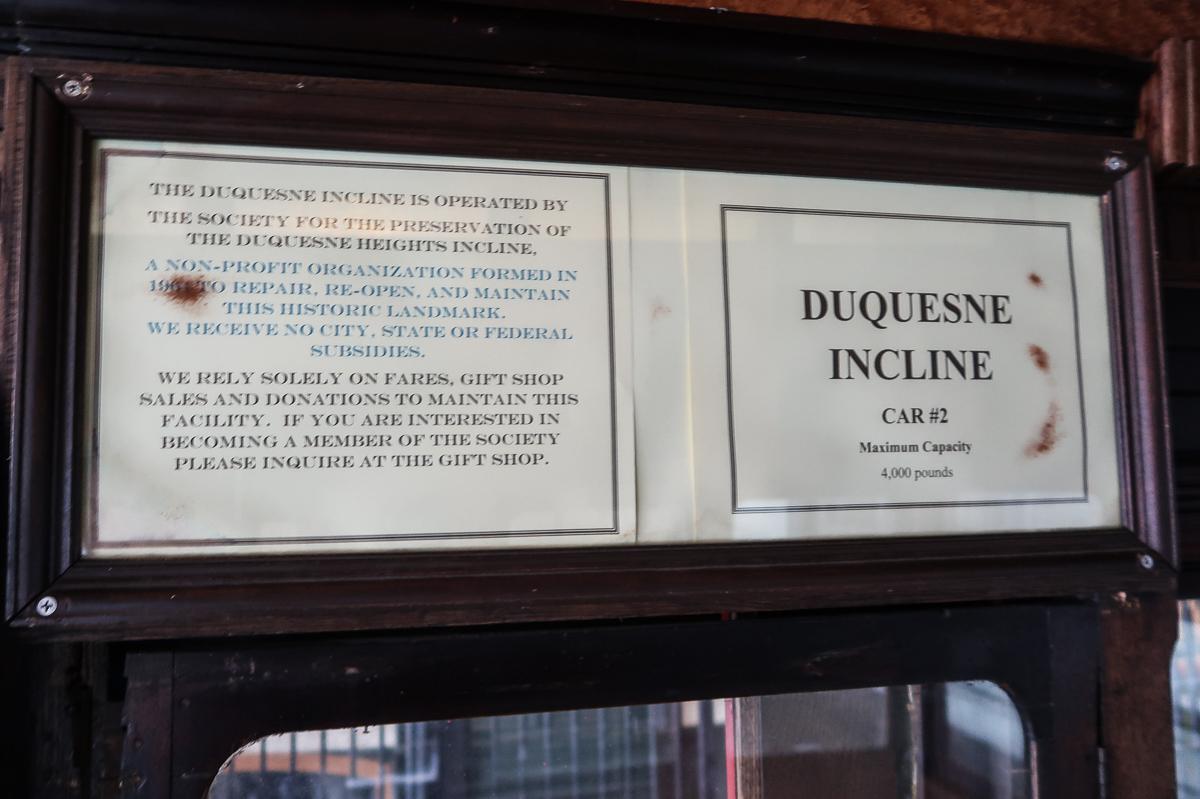 THE DUQUESNE INCLINE IS OPERATED BY
THE SOCIETY FOR THE PRESERVATION OF
THE DUQUESNE HEIGHTS INCLINE,
A NON-PROFIT ORGANIZATION FORMED IN
TO REPAIR, RE-OPEN, AND MAINTAIN
THIS HISTORIC LANDMARK.
WE RECEIVE NO CITY, STATE OR FEDERAL
SUBSIDIES.
WE RELY SOLELY ON FARES, GIFT SHOP
SALES AND DONATIONS TO MAINTAIN THIS
FACILITY. IF YOU ARE INTERESTED IN
BECOMING A MEMBER OF THE SOCIETY
PLEASE INQUIRE AT THE GIFT SHOP.
DUQUESNE
INCLINE
CAR #2
Maximum Capacity
4,000 pounds